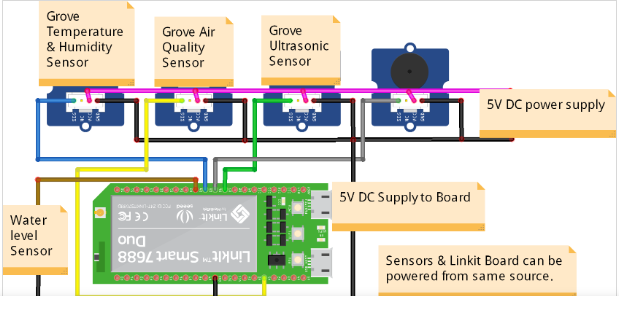 Grove
Temperature
& Humidity
Sensor
Grove Air
Quality
Sensor
Grove
Ultrasonic
Sensor
5V DC power supply
5V DC Supply to Board
Water
level
Sensor
LinkIt
LinkIt™ Smart 7688
Duo
Sensors & Linkit Board can be
powered from same source.